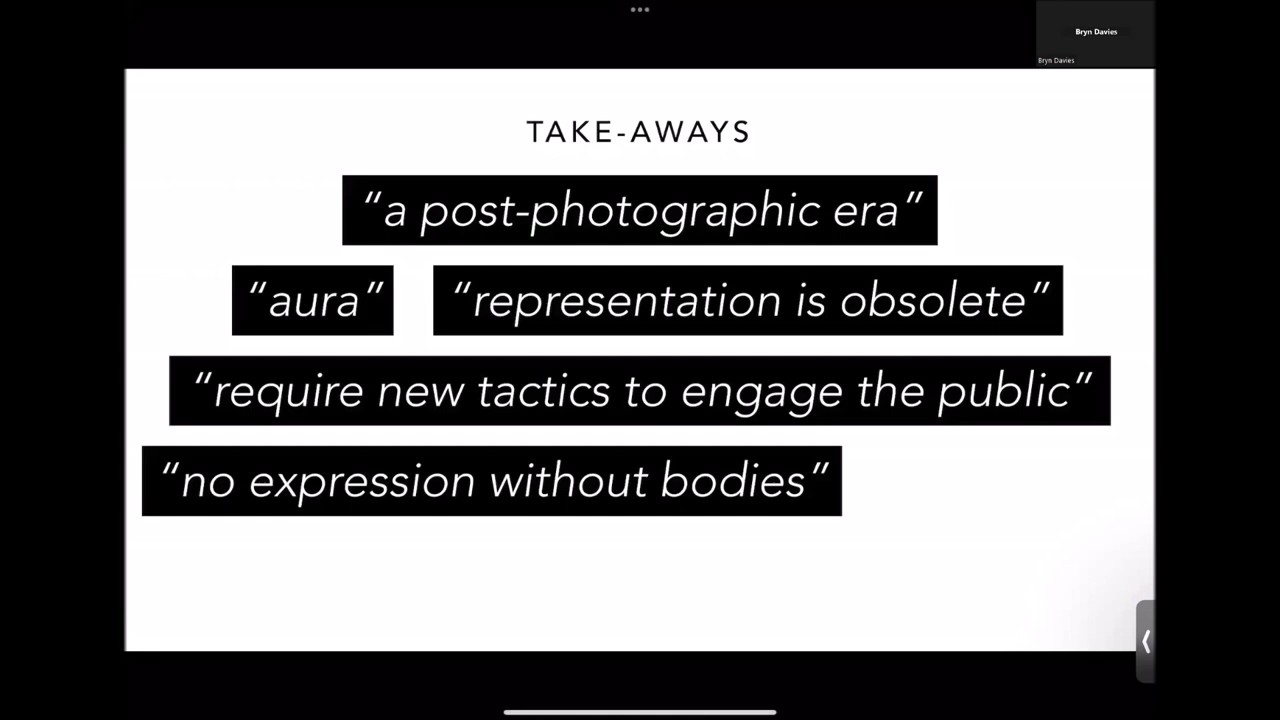 Bryn Davies
Bryn Davies
TAKE-AWAYS
“a post-photographic era”
“aura” “representation is obsolete”
“require new tactics to engage the public”
“no expression without bodies”